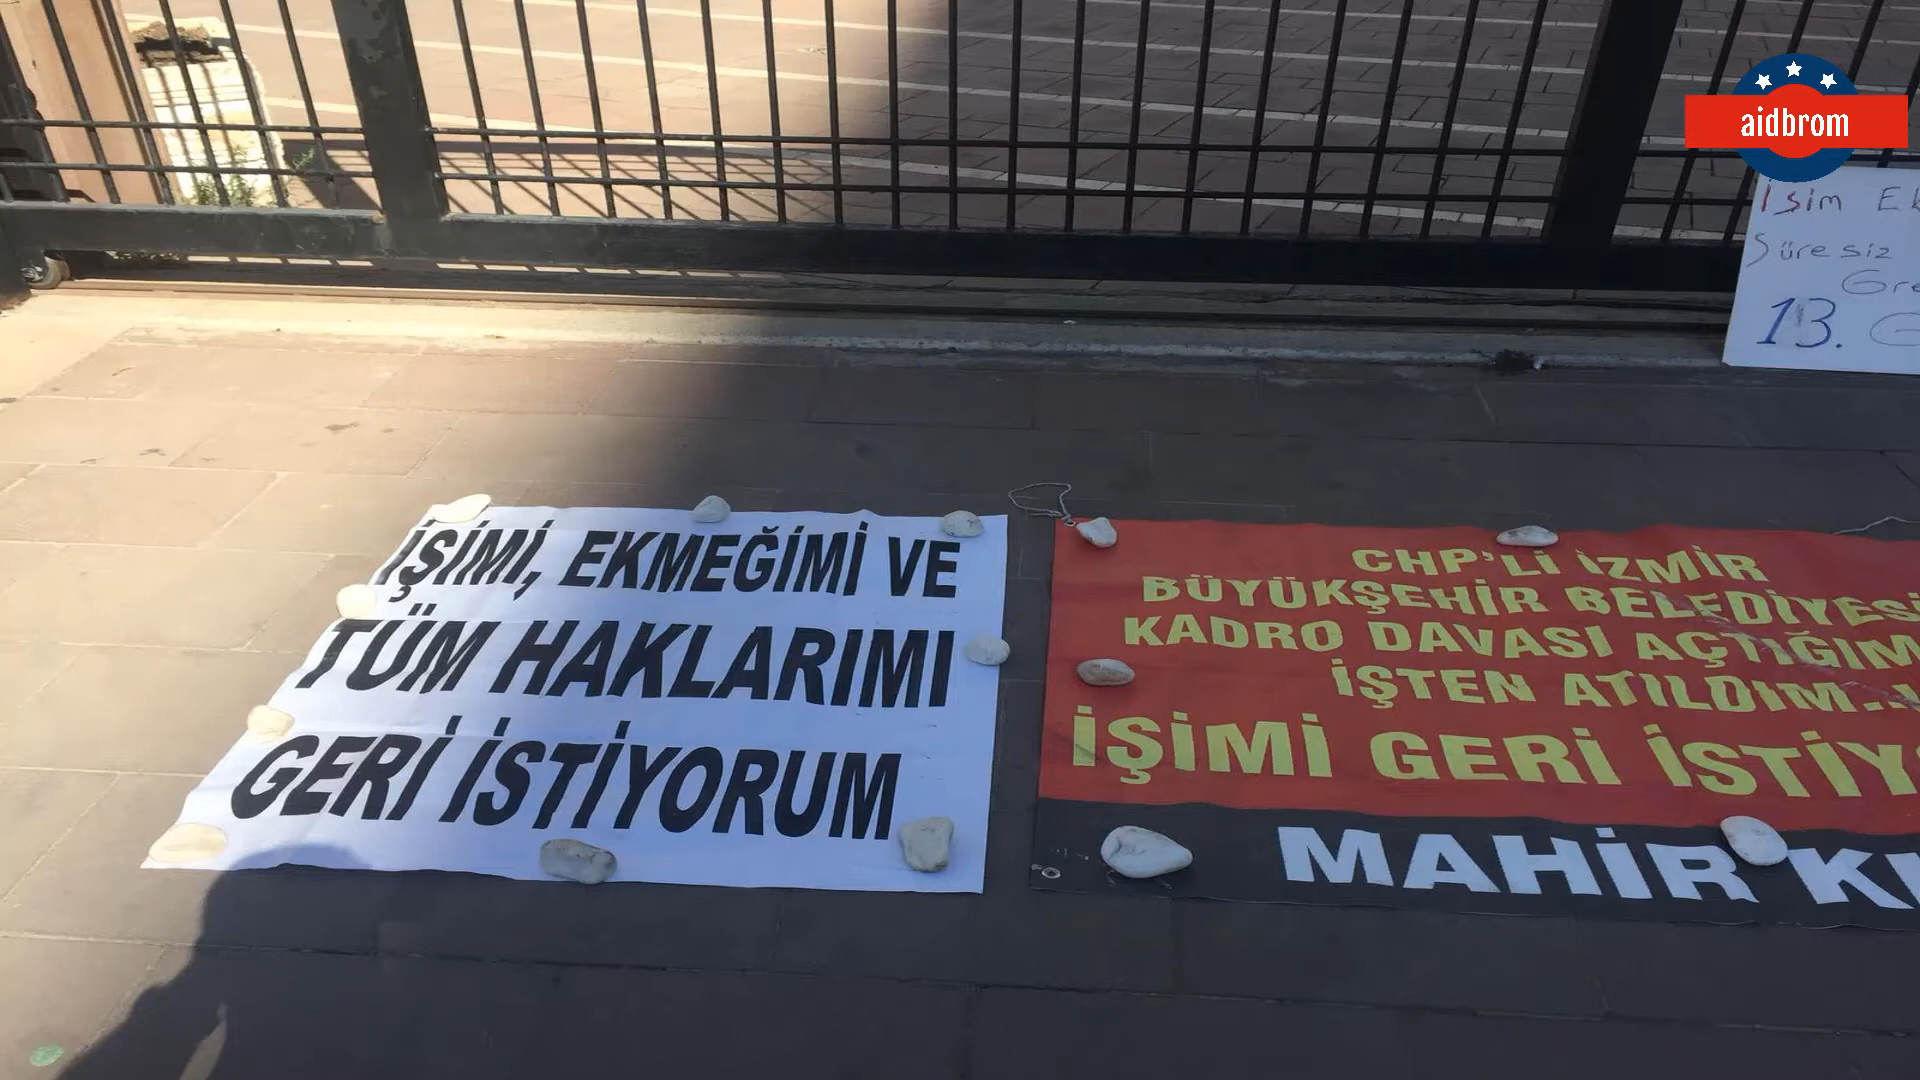 aidbrom
İşim
Süresiz
13.
İŞİMİ, EKMEĞİMİ VE
TÜM HAKLARIMI
GERİ İSTİYORUM
CHP'Lİ İZMİR
BÜYÜKŞEHİR BELEDİYESİ
KADRO DAVASI AÇTIĞIM
İŞTEN ATILDIM..
İŞİMİ GERİ
MAHİR